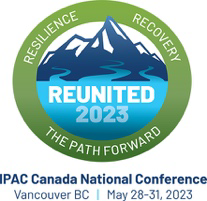 RESILIENCE
RECOVERY
REUNITED
2023
THE PATH FORWARD
IPAC Canada National Conference
Vancouver BC | May 28-31, 2023